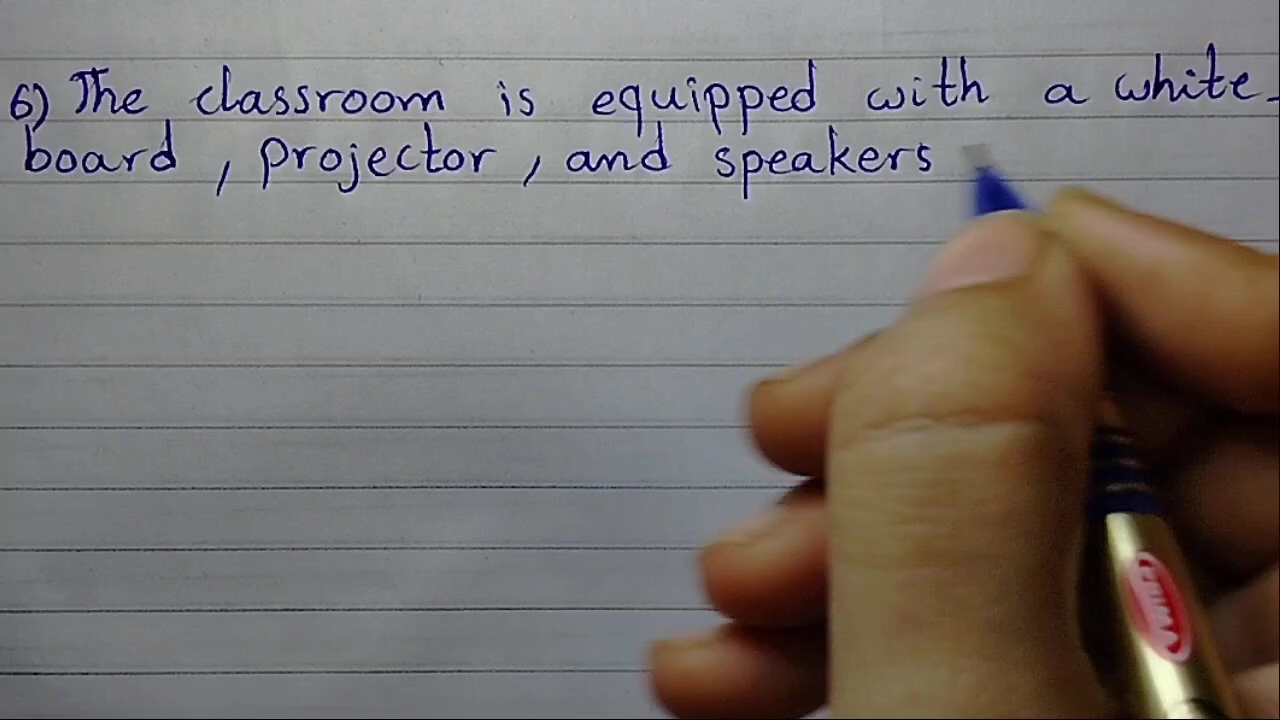 6) The classroom is equipped with a white-
board, projector, and speakers